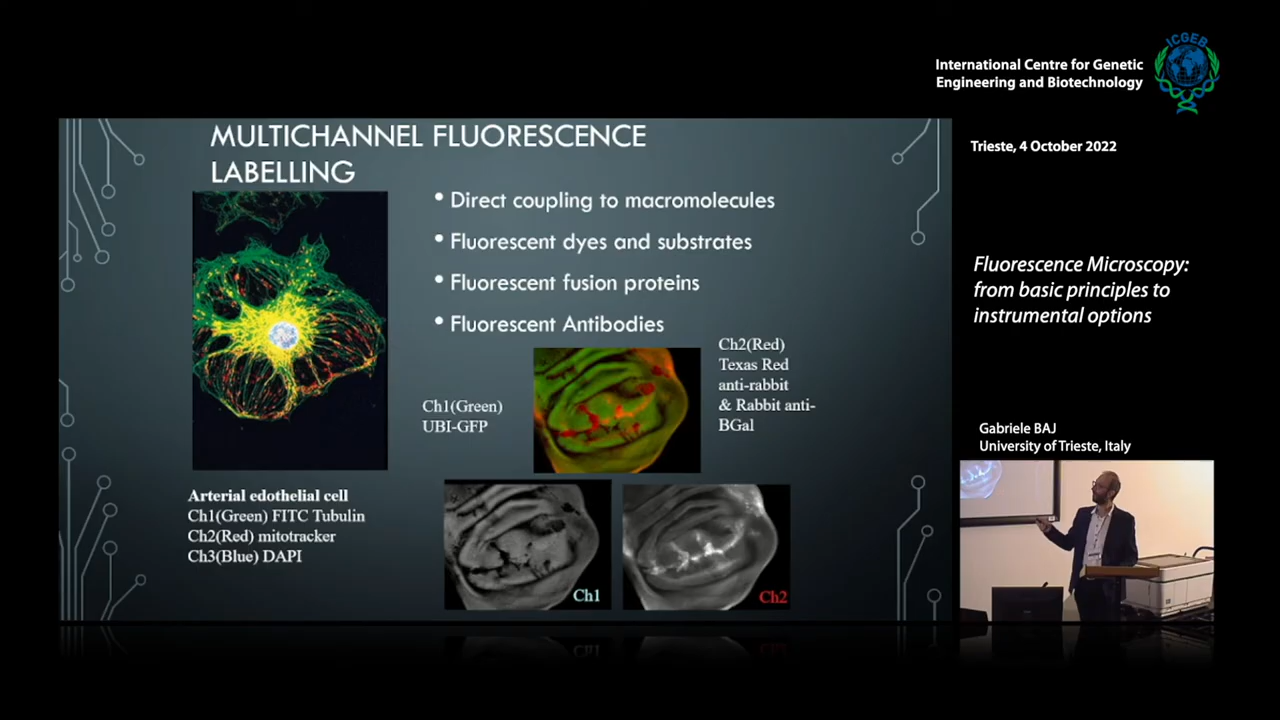 ICGEB
International Centre for Genetic
Engineering and Biotechnology
Trieste, 4 October 2022
MULTICHANNEL FLUORESCENCE
LABELLING
• Direct coupling to macromolecules
• Fluorescent dyes and substrates
• Fluorescent fusion proteins
• Fluorescent Antibodies
Ch2(Red)
Texas Red
anti-rabbit
& Rabbit anti-
BGal
Ch1(Green)
UBI-GFP
Arterial edothelial cell
Ch1(Green) FITC Tubulin
Ch2(Red) mitotracker
Ch3(Blue) DAPI
Ch1
Ch2
Fluorescence Microscopy:
from basic principles to
instrumental options
Gabriele BAJ
University of Trieste, Italy